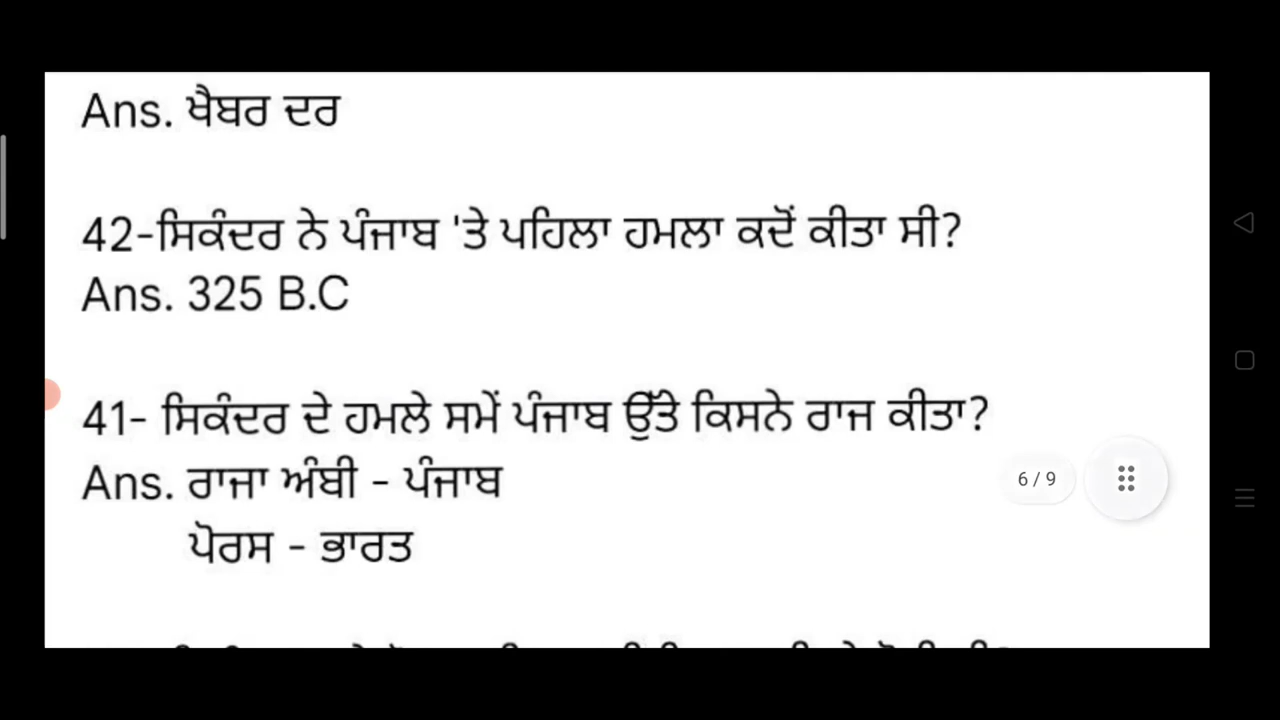 Ans. ਖੈਬਰ ਦਰ
42-ਸਿਕੰਦਰ ਨੇ ਪੰਜਾਬ 'ਤੇ ਪਹਿਲਾ ਹਮਲਾ ਕਦੋਂ ਕੀਤਾ ਸੀ?
Ans. 325 B.C
41- ਸਿਕੰਦਰ ਦੇ ਹਮਲੇ ਸਮੇਂ ਪੰਜਾਬ ਉੱਤੇ ਕਿਸਨੇ ਰਾਜ ਕੀਤਾ?
Ans. ਰਾਜਾ ਅੰਬੀ - ਪੰਜਾਬ
6/9
ਪੋਰਸ - ਭਾਰਤ